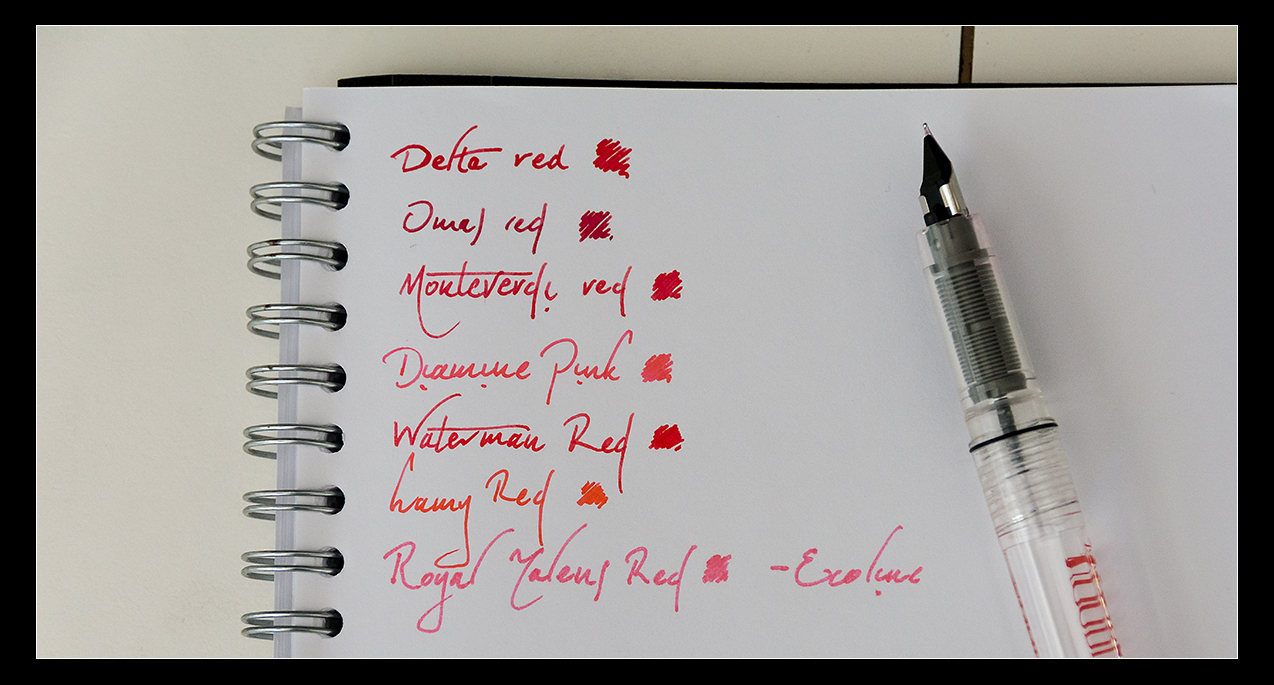 Delta red
Omas red
Monteverdi red
Diamine Pink
Waterman Red
Lamy Red
Royal Talens Red - Ecoline